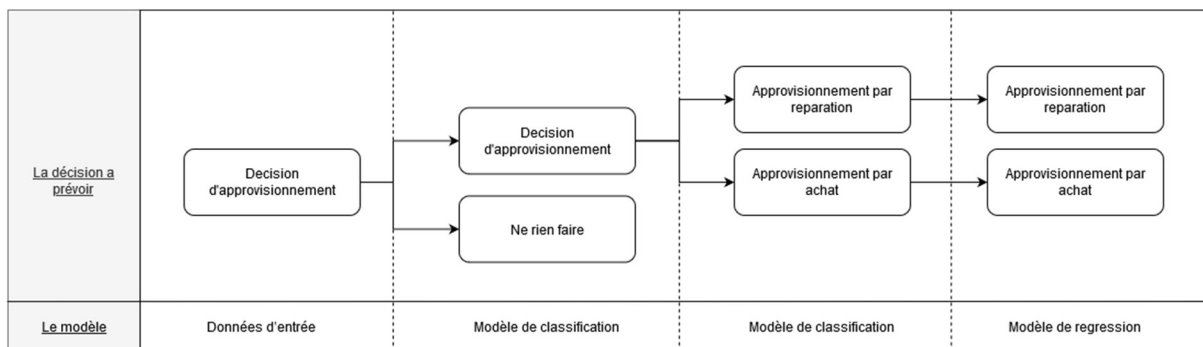 La décision a
prévoir
Decision
d'approvisionnement
Decision
d'approvisionnement
Ne rien faire
Approvisionnement par
reparation
Approvisionnement par
achat
Approvisionnement par
reparation
Approvisionnement par
achat
Le modèle
Données d'entrée
Modèle de classification
Modèle de classification
Modèle de regression